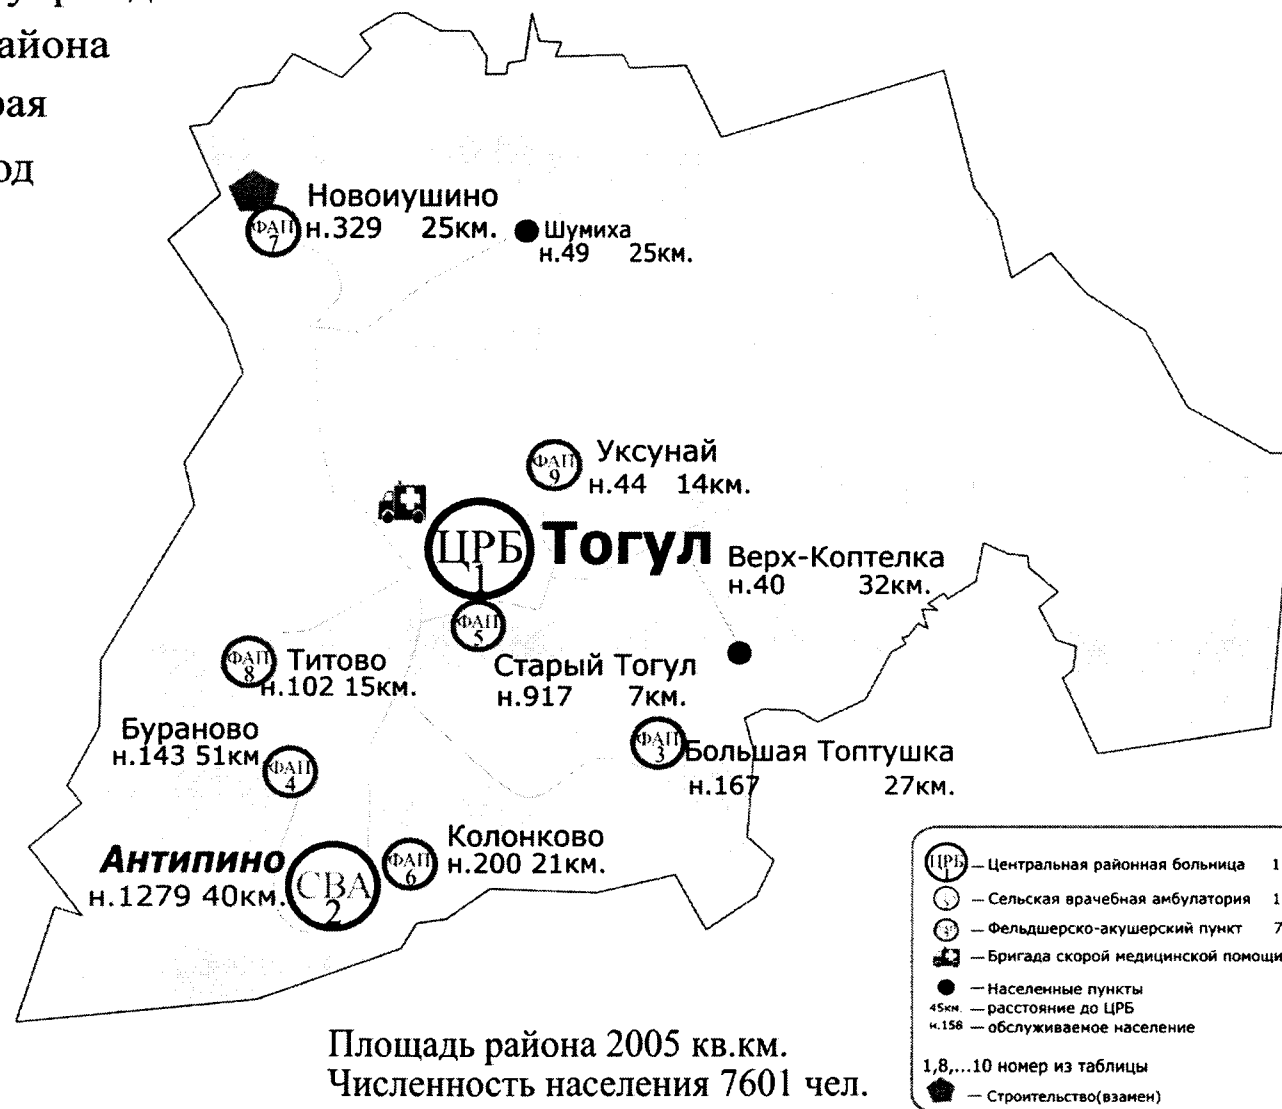 айона
рая
од
Новоиушино
ФАП
7
н.329 25км.
Шумиха
н.49 25км.
ФАП
9
Уксунай
н.44 14км.
ЦРБ
1
Тогул
Верх-Коптелка
н.40 32км.
ФАП
5
Старый Тогул
н.917 7км.
ФАП
8
Титово
н.102 15км.
Бураново
н.143 51км
ФАП
4
ФАП
3
Большая Топтушка
н.167 27км.
Антипино
н.1279 40км.
СВА
2
ФАП
6
Колонково
н.200 21км.
ЦРБ
1
— Центральная районная больница 1
— Сельская врачебная амбулатория 1
— Фельдшерско-акушерский пункт 7
— Бригада скорой медицинской помощи
— Населенные пункты
45км. — расстояние до ЦРБ
н.158 — обслуживаемое население
1,8,...10 номер из таблицы
— Строительство(взамен)
Площадь района 2005 кв.км.
Численность населения 7601 чел.